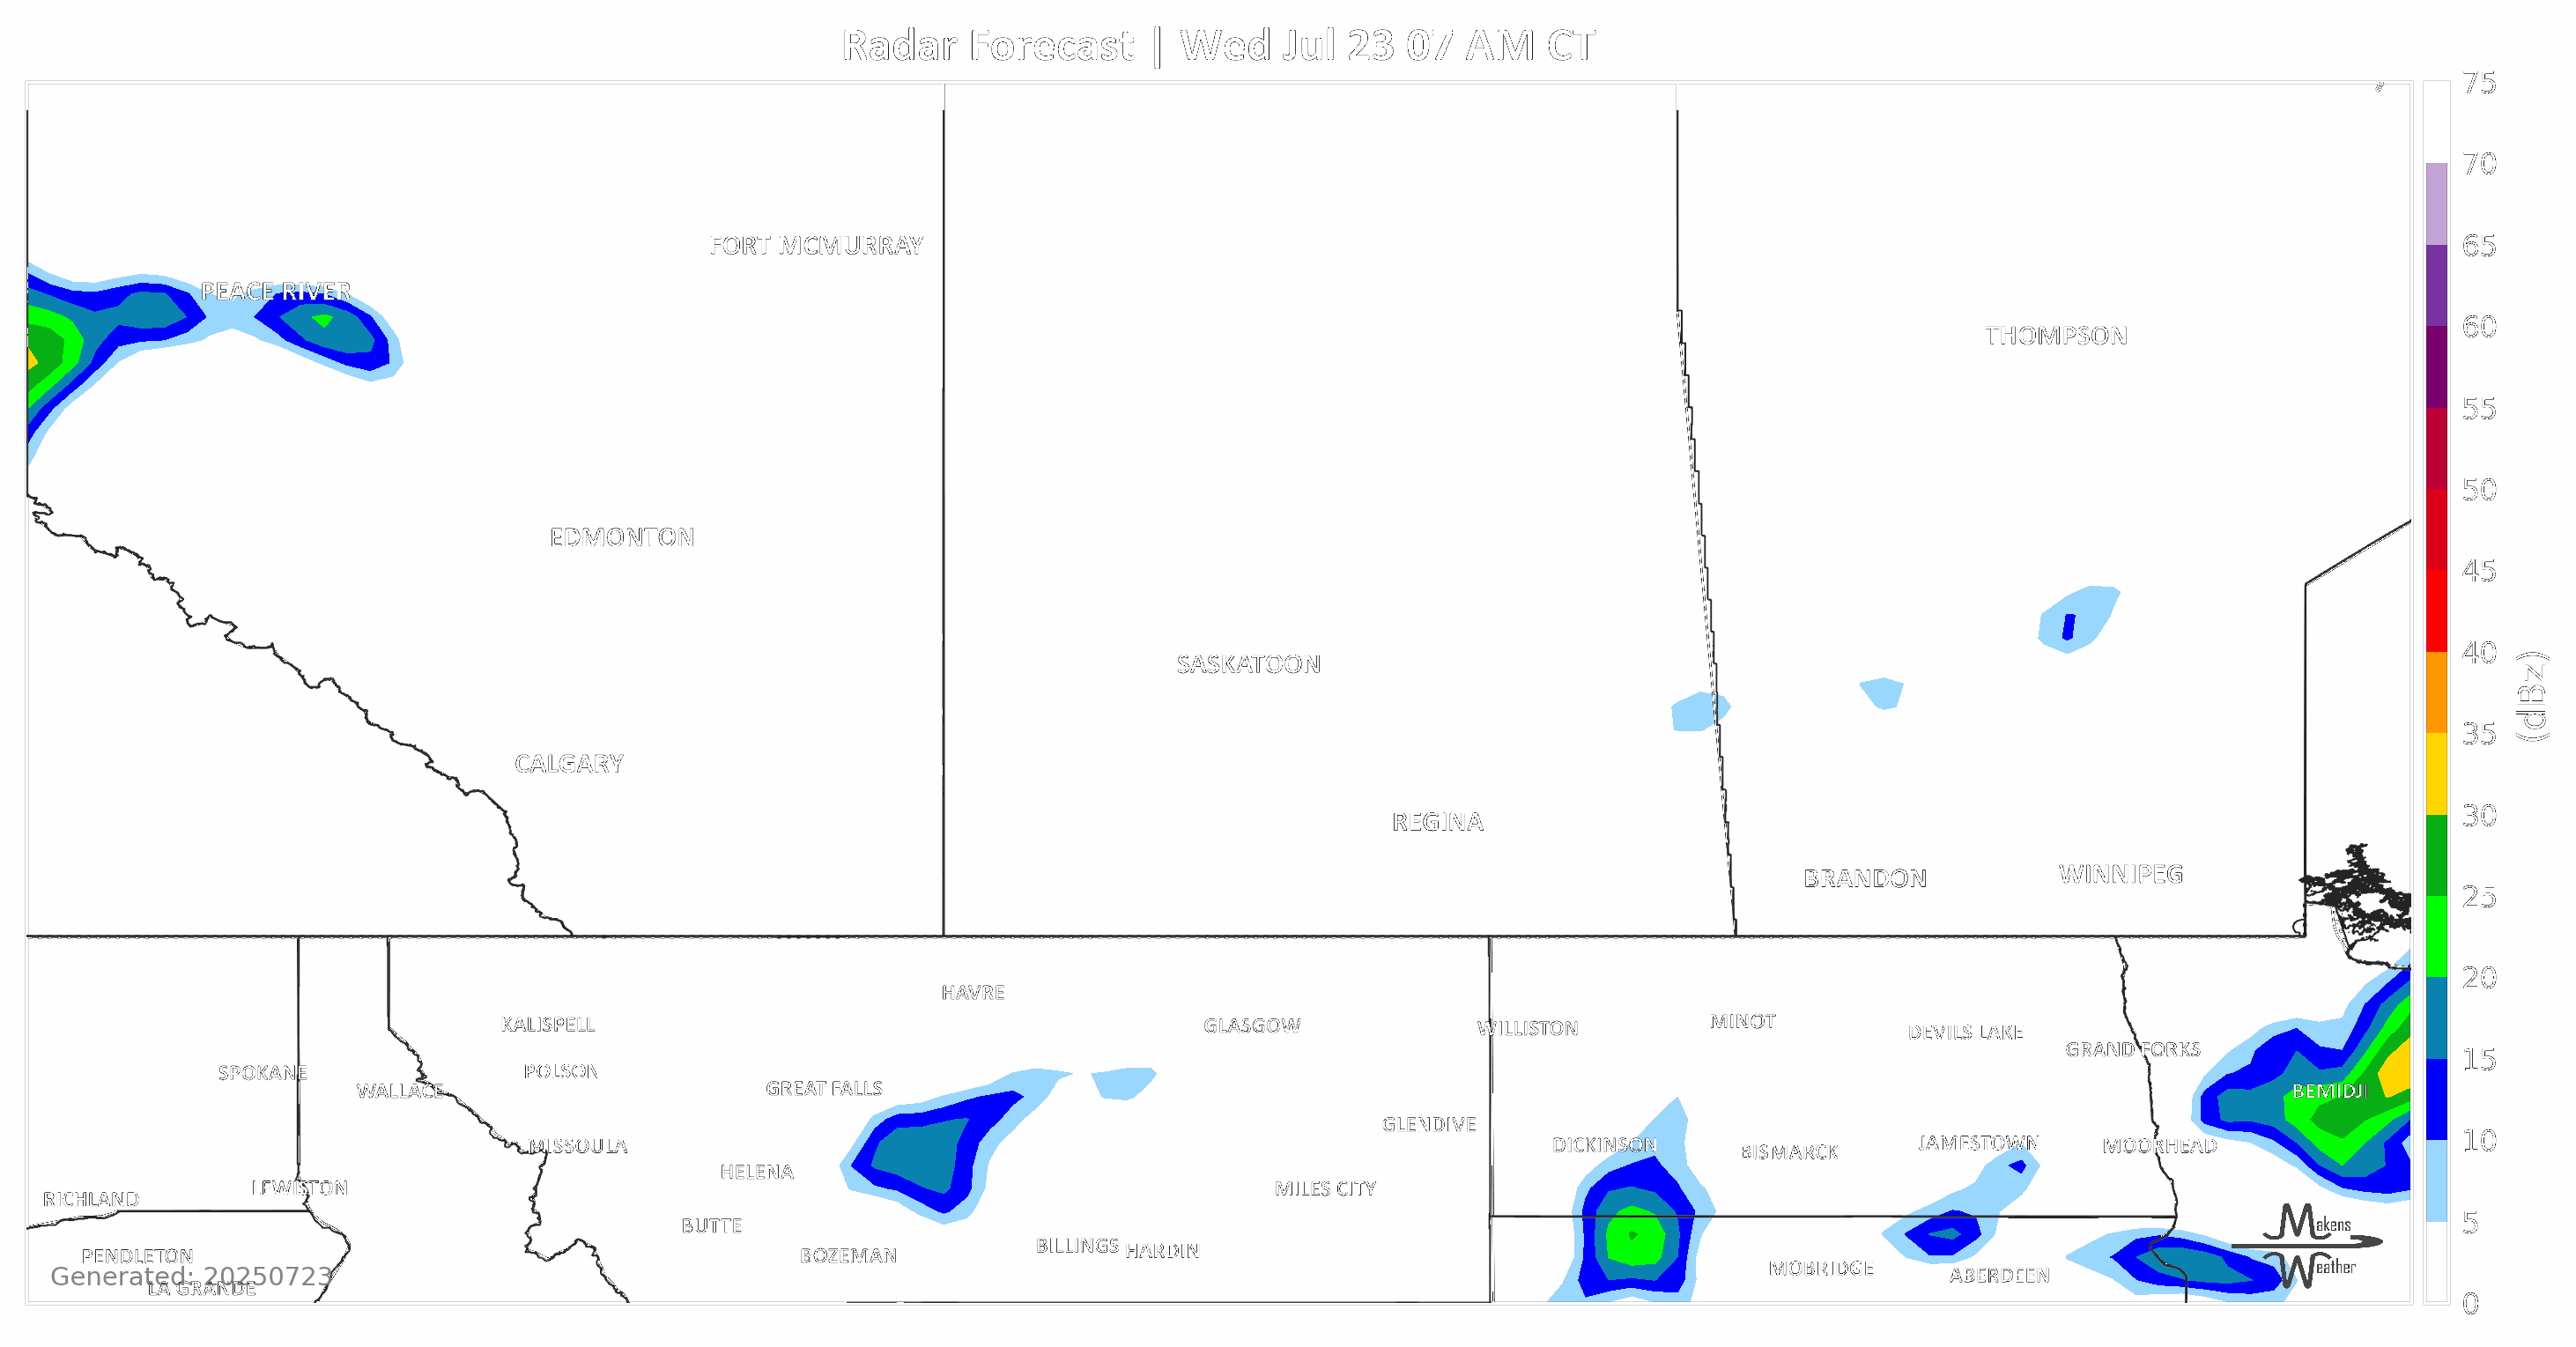 Radar Forecast | Wed Jul 23 07 AM CT
75
70
65
60
55
50
45
40
35
30
25
20
15
10
5
0
(dBz)
FORT MCMURRAY
PEACE RIVER
THOMPSON
EDMONTON
SASKATOON
CALGARY
REGINA
BRANDON
WINNIPEG
HAVRE
KALISPELL
GLASGOW
WILLISTON
MINOT
DEVILS LAKE
GRAND FORKS
SPOKANE
POLSON
WALLACE
GREAT FALLS
BEMIDJI
GLENDIVE
MISSOULA
DICKINSON
BISMARCK
JAMESTOWN
MOORHEAD
HELENA
LEWISTON
RICHLAND
MILES CITY
BUTTE
BILLINGS
HARDIN
BOZEMAN
PENDLETON
MOBRIDGE
ABERDEEN
LA GRANDE
Generated: 20250723
Makens
Weather